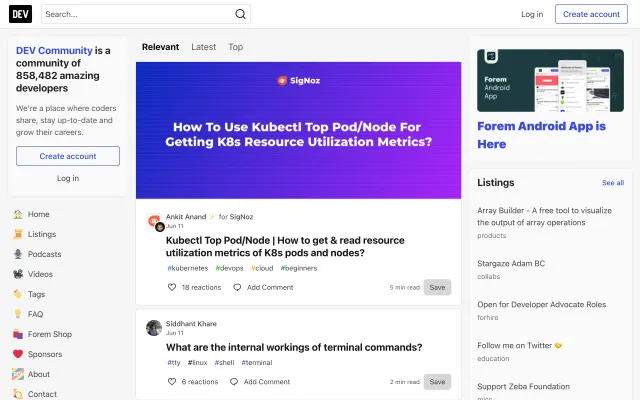 DEV
Search...
Log in
Create account
DEV Community is a
community of
858,482 amazing
developers
We're a place where coders
share, stay up-to-date and
grow their careers.
Create account
Log in
Home
Listings
Podcasts
Videos
Tags
FAQ
Forem Shop
Sponsors
About
Contact
Relevant
Latest
Top
SigNoz
How To Use Kubectl Top Pod/Node For
Getting K8s Resource Utilization Metrics?
Ankit Anand for SigNoz
Jun 11
Kubectl Top Pod/Node | How to get & read resource
utilization metrics of K8s pods and nodes?
#kubernetes #devops #cloud #beginners
18 reactions
Add Comment
5 min read
Save
Siddhant Khare
Jun 11
What are the internal workings of terminal commands?
#tty #linux #shell #terminal
6 reactions
Add Comment
2 min read
Save
Forem
Android
App
Forem Android App is
Here
Listings
See all
Array Builder - A free tool to visualize
the output of array operations
products
Stargaze Adam BC
collabs
Open for Developer Advocate Roles
forhire
Follow me on Twitter
education
Support Zeba Foundation
misc